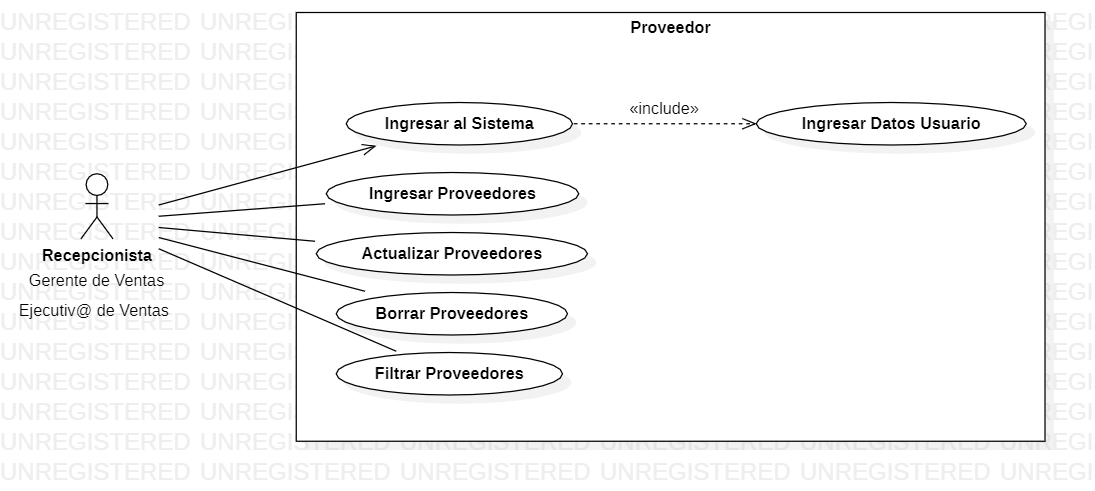 Proveedor
«include»
Ingresar al Sistema
Ingresar Datos Usuario
Ingresar Proveedores
Actualizar Proveedores
Recepcionista
Gerente de Ventas
Ejecutiv@ de Ventas
Borrar Proveedores
Filtrar Proveedores
UNREGISTERED UNREGISTERED UNREGISTERED UNREGISTERED UNREGISTERED UNREGI